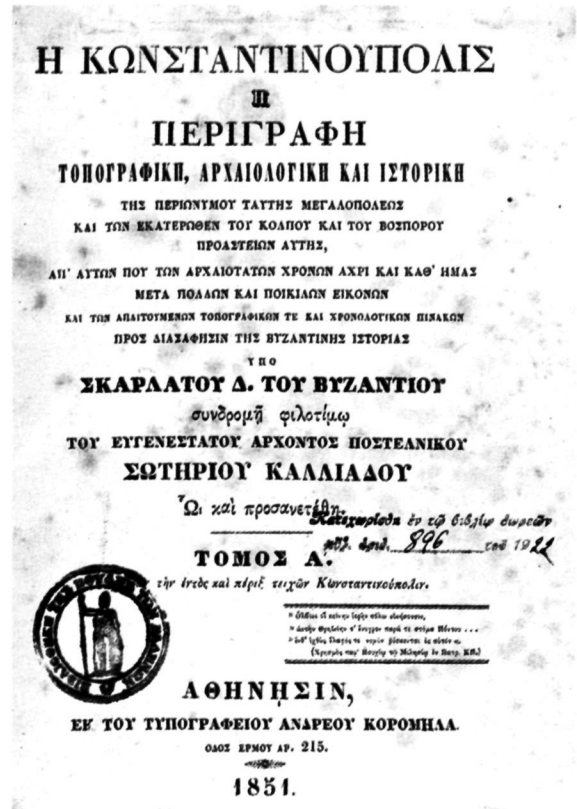 Η ΚΩΝΣΤΑΝΤΙΝΟΥΠΟΛΙΣ
Η
ΠΕΡΙΓΡΑΦΗ
ΤΟΠΟΓΡΑΦΙΚΗ, ΑΡΧΑΙΟΛΟΓΙΚΗ ΚΑΙ ΙΣΤΟΡΙΚΗ
ΤΗΣ ΠΕΡΙΩΝΥΜΟΥ ΤΑΥΤΗΣ ΜΕΓΑΛΟΠΟΛΕΩΣ
ΚΑΙ ΤΩΝ ΕΚΑΤΕΡΩΘΕΝ ΤΟΥ ΚΟΛΠΟΥ ΚΑΙ ΤΟΥ ΒΟΣΠΟΡΟΥ
ΠΡΟΑΣΤΕΙΩΝ ΑΥΤΗΣ,
ΑΠ' ΑΥΤΩΝ ΠΟΥ ΤΩΝ ΑΡΧΑΙΟΤΑΤΩΝ ΧΡΟΝΩΝ ΑΧΡΙ ΚΑΙ ΚΑΘ' ΗΜΑΣ
ΜΕΤΑ ΠΟΛΛΩΝ ΚΑΙ ΠΟΙΚΙΛΩΝ ΕΙΚΟΝΩΝ
ΚΑΙ ΤΩΝ ΑΠΑΙΤΟΥΜΕΝΩΝ ΤΟΠΟΓΡΑΦΙΚΩΝ ΤΕ ΚΑΙ ΧΡΟΝΟΛΟΓΙΚΩΝ ΠΙΝΑΚΩΝ
ΠΡΟΣ ΔΙΑΣΑΦΗΣΙΝ ΤΗΣ ΒΥΖΑΝΤΙΝΗΣ ΙΣΤΟΡΙΑΣ
ΥΠΟ
ΣΚΑΡΛΑΤΟΥ Δ. ΤΟΥ ΒΥΖΑΝΤΙΟΥ
συνδρομῇ φιλοτίμῳ
ΤΟΥ ΕΥΓΕΝΕΣΤΑΤΟΥ ΑΡΧΟΝΤΟΣ ΠΟΣΤΕΛΝΙΚΟΥ
ΣΩΤΗΡΙΟΥ ΚΑΛΛΙΑΔΟΥ
Ὧι καὶ προσανετέθη.
Κατεχωρίσθη ἐν τῷ βιβλίῳ δωρεῶν
ἀριθ. 896 τοῦ 1922
ΤΟΜΟΣ Α.
τὴν ἐντὸς καὶ πέριξ τειχῶν Κωνσταντινούπολιν.
ΑΘΗΝΗΣΙΝ,
ΕΚ ΤΟΥ ΤΥΠΟΓΡΑΦΕΙΟΥ ΑΝΔΡΕΟΥ ΚΟΡΟΜΗΛΑ.
ΟΔΟΣ ΕΡΜΟΥ ΑΡ. 215.
1851.